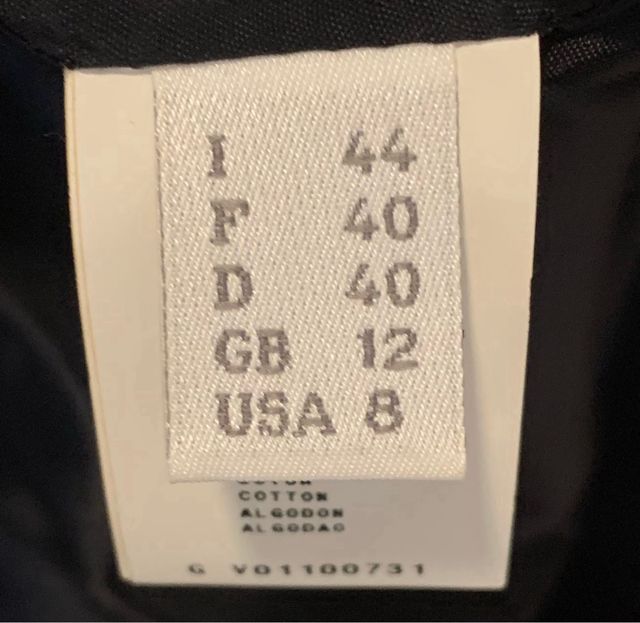 I 44
F 40
D 40
GB 12
USA 8
COTTON
ALGODON
ALGODAO
G V01100731